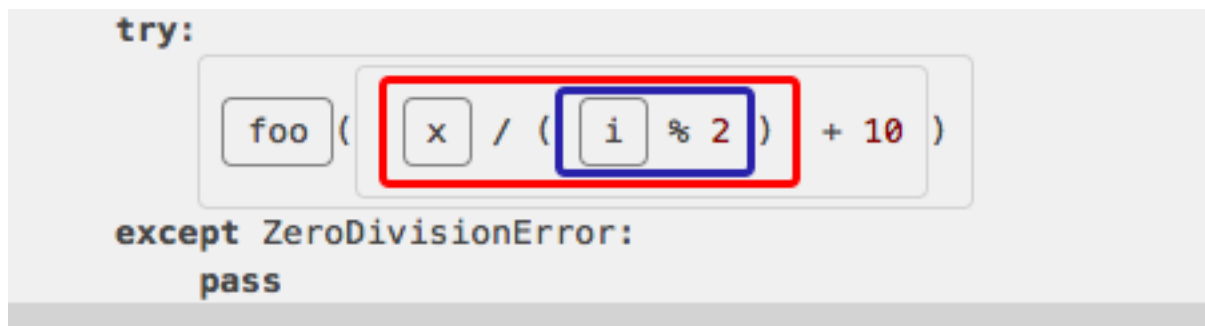 try:
foo( x / ( i % 2 ) + 10 )
except ZeroDivisionError:
pass